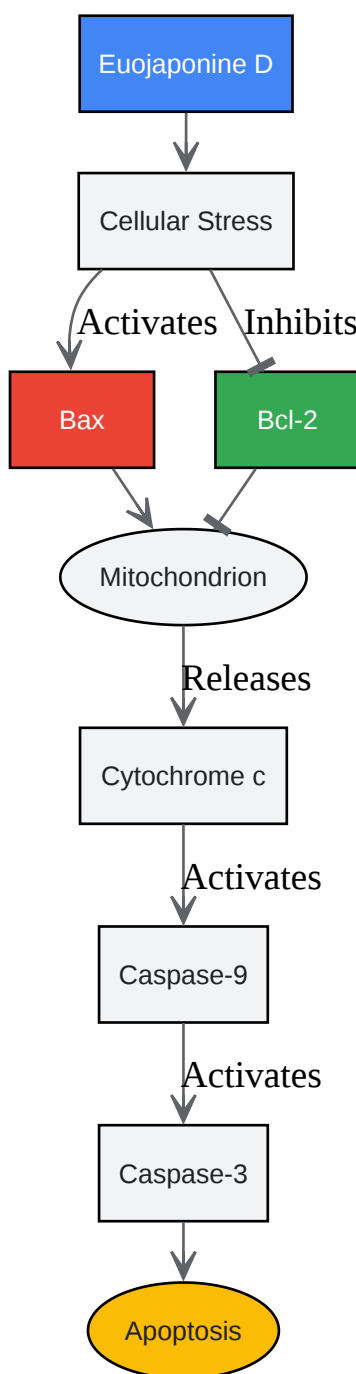 Euojaponine D
Cellular Stress
Activates
Inhibits
Bax
Bcl-2
Mitochondrion
Releases
Cytochrome c
Activates
Caspase-9
Activates
Caspase-3
Apoptosis